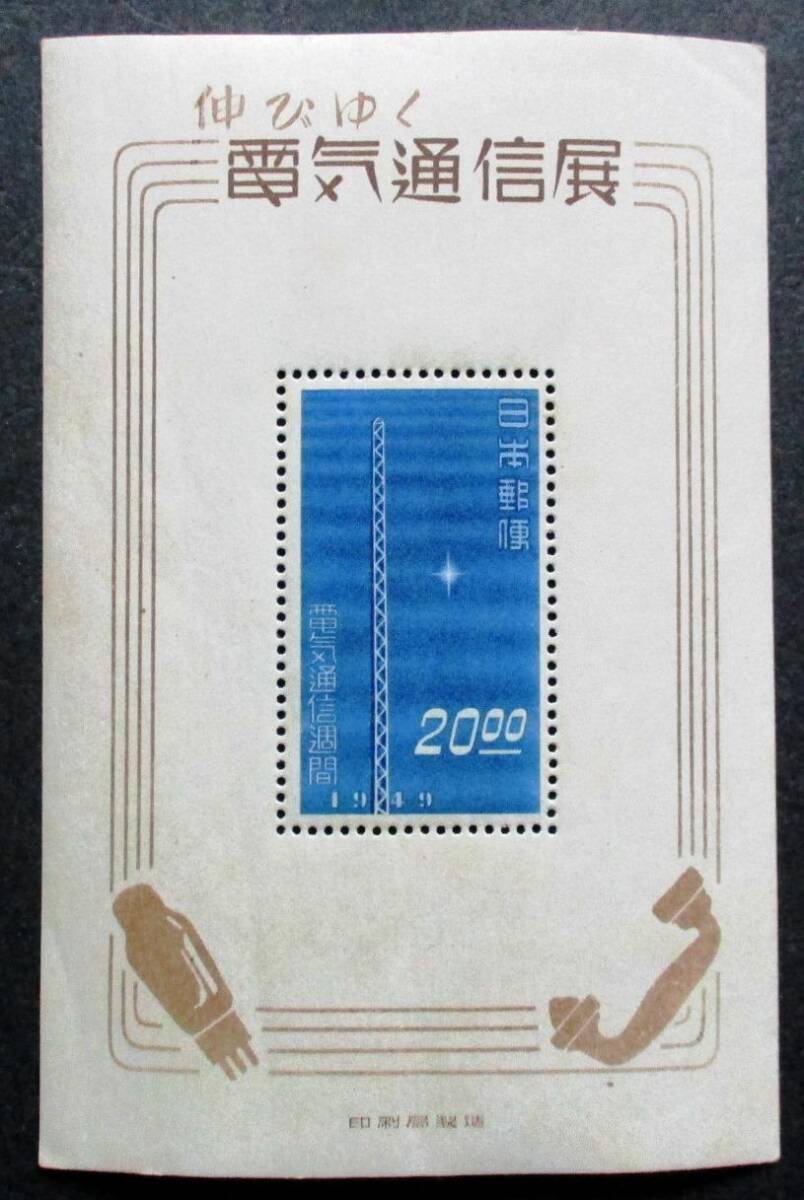 伸びゆく
電気通信展
日本郵便
電気通信週間
20.00
1949
印刷局製造